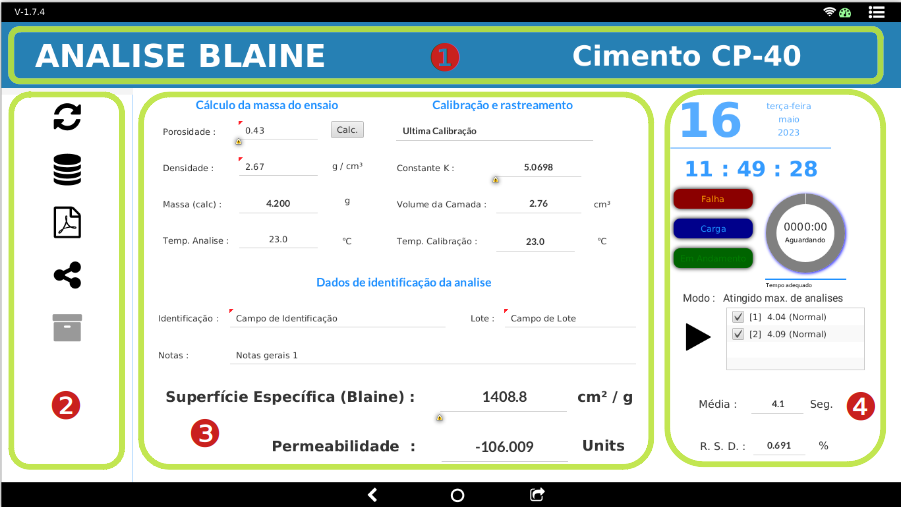 V-1.7.4
ANALISE BLAINE
1
Cimento CP-40
2
Cálculo da massa do ensaio
Calibração e rastreamento
Porosidade :
0.43
Calc.
Ultima Calibração
Densidade :
2.67
g / cm³
Constante K :
5.0698
Massa (calc) :
4.200
g
Volume da Camada :
2.76
cm³
Temp. Analise :
23.0
°C
Temp. Calibração :
23.0
°C
Dados de identificação da analise
Identificação :
Campo de Identificação
Lote :
Campo de Lote
Notas :
Notas gerais 1
Superfície Específica (Blaine) :
1408.8
cm² / g
3
Permeabilidade :
-106.009
Units
16
terça-feira
maio
2023
11 : 49 : 28
Falha
Carga
Em Andamento
0000:00
Aguardando
Tempo adequado
Modo : Atingido max. de analises
[1] 4.04 (Normal)
[2] 4.09 (Normal)
Média :
4.1
Seg.
4
R. S. D. :
0.691
%